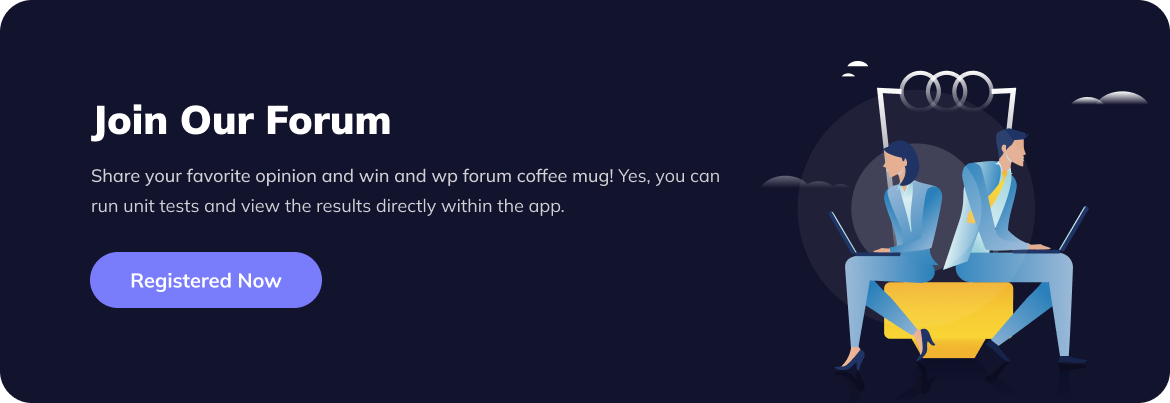 Join Our Forum
Share your favorite opinion and win and wp forum coffee mug! Yes, you can
run unit tests and view the results directly within the app.
Registered Now